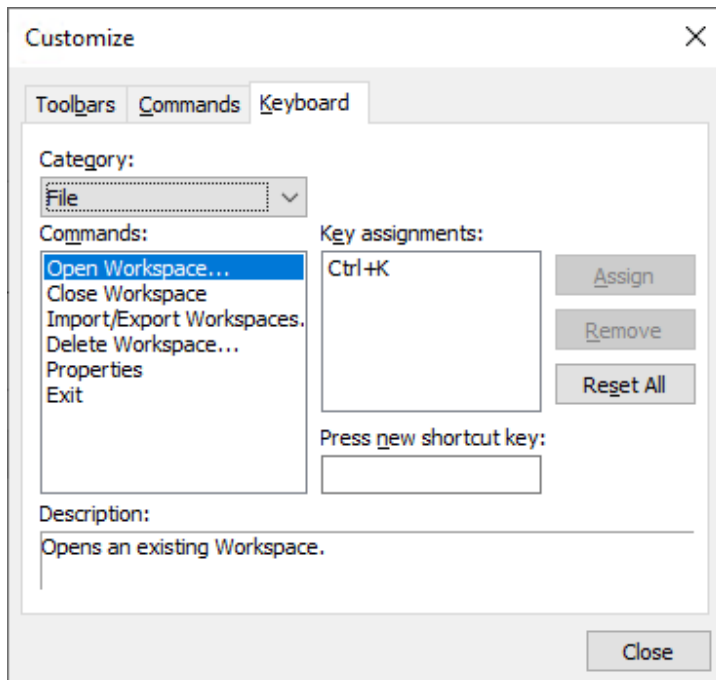 Customize
Toolbars Commands Keyboard
Category:
File
Commands:
Open Workspace...
Close Workspace
Import/Export Workspaces.
Delete Workspace...
Properties
Exit
Key assignments:
Ctrl+K
Assign
Remove
Reset All
Press new shortcut key:
Description:
Opens an existing Workspace.
Close